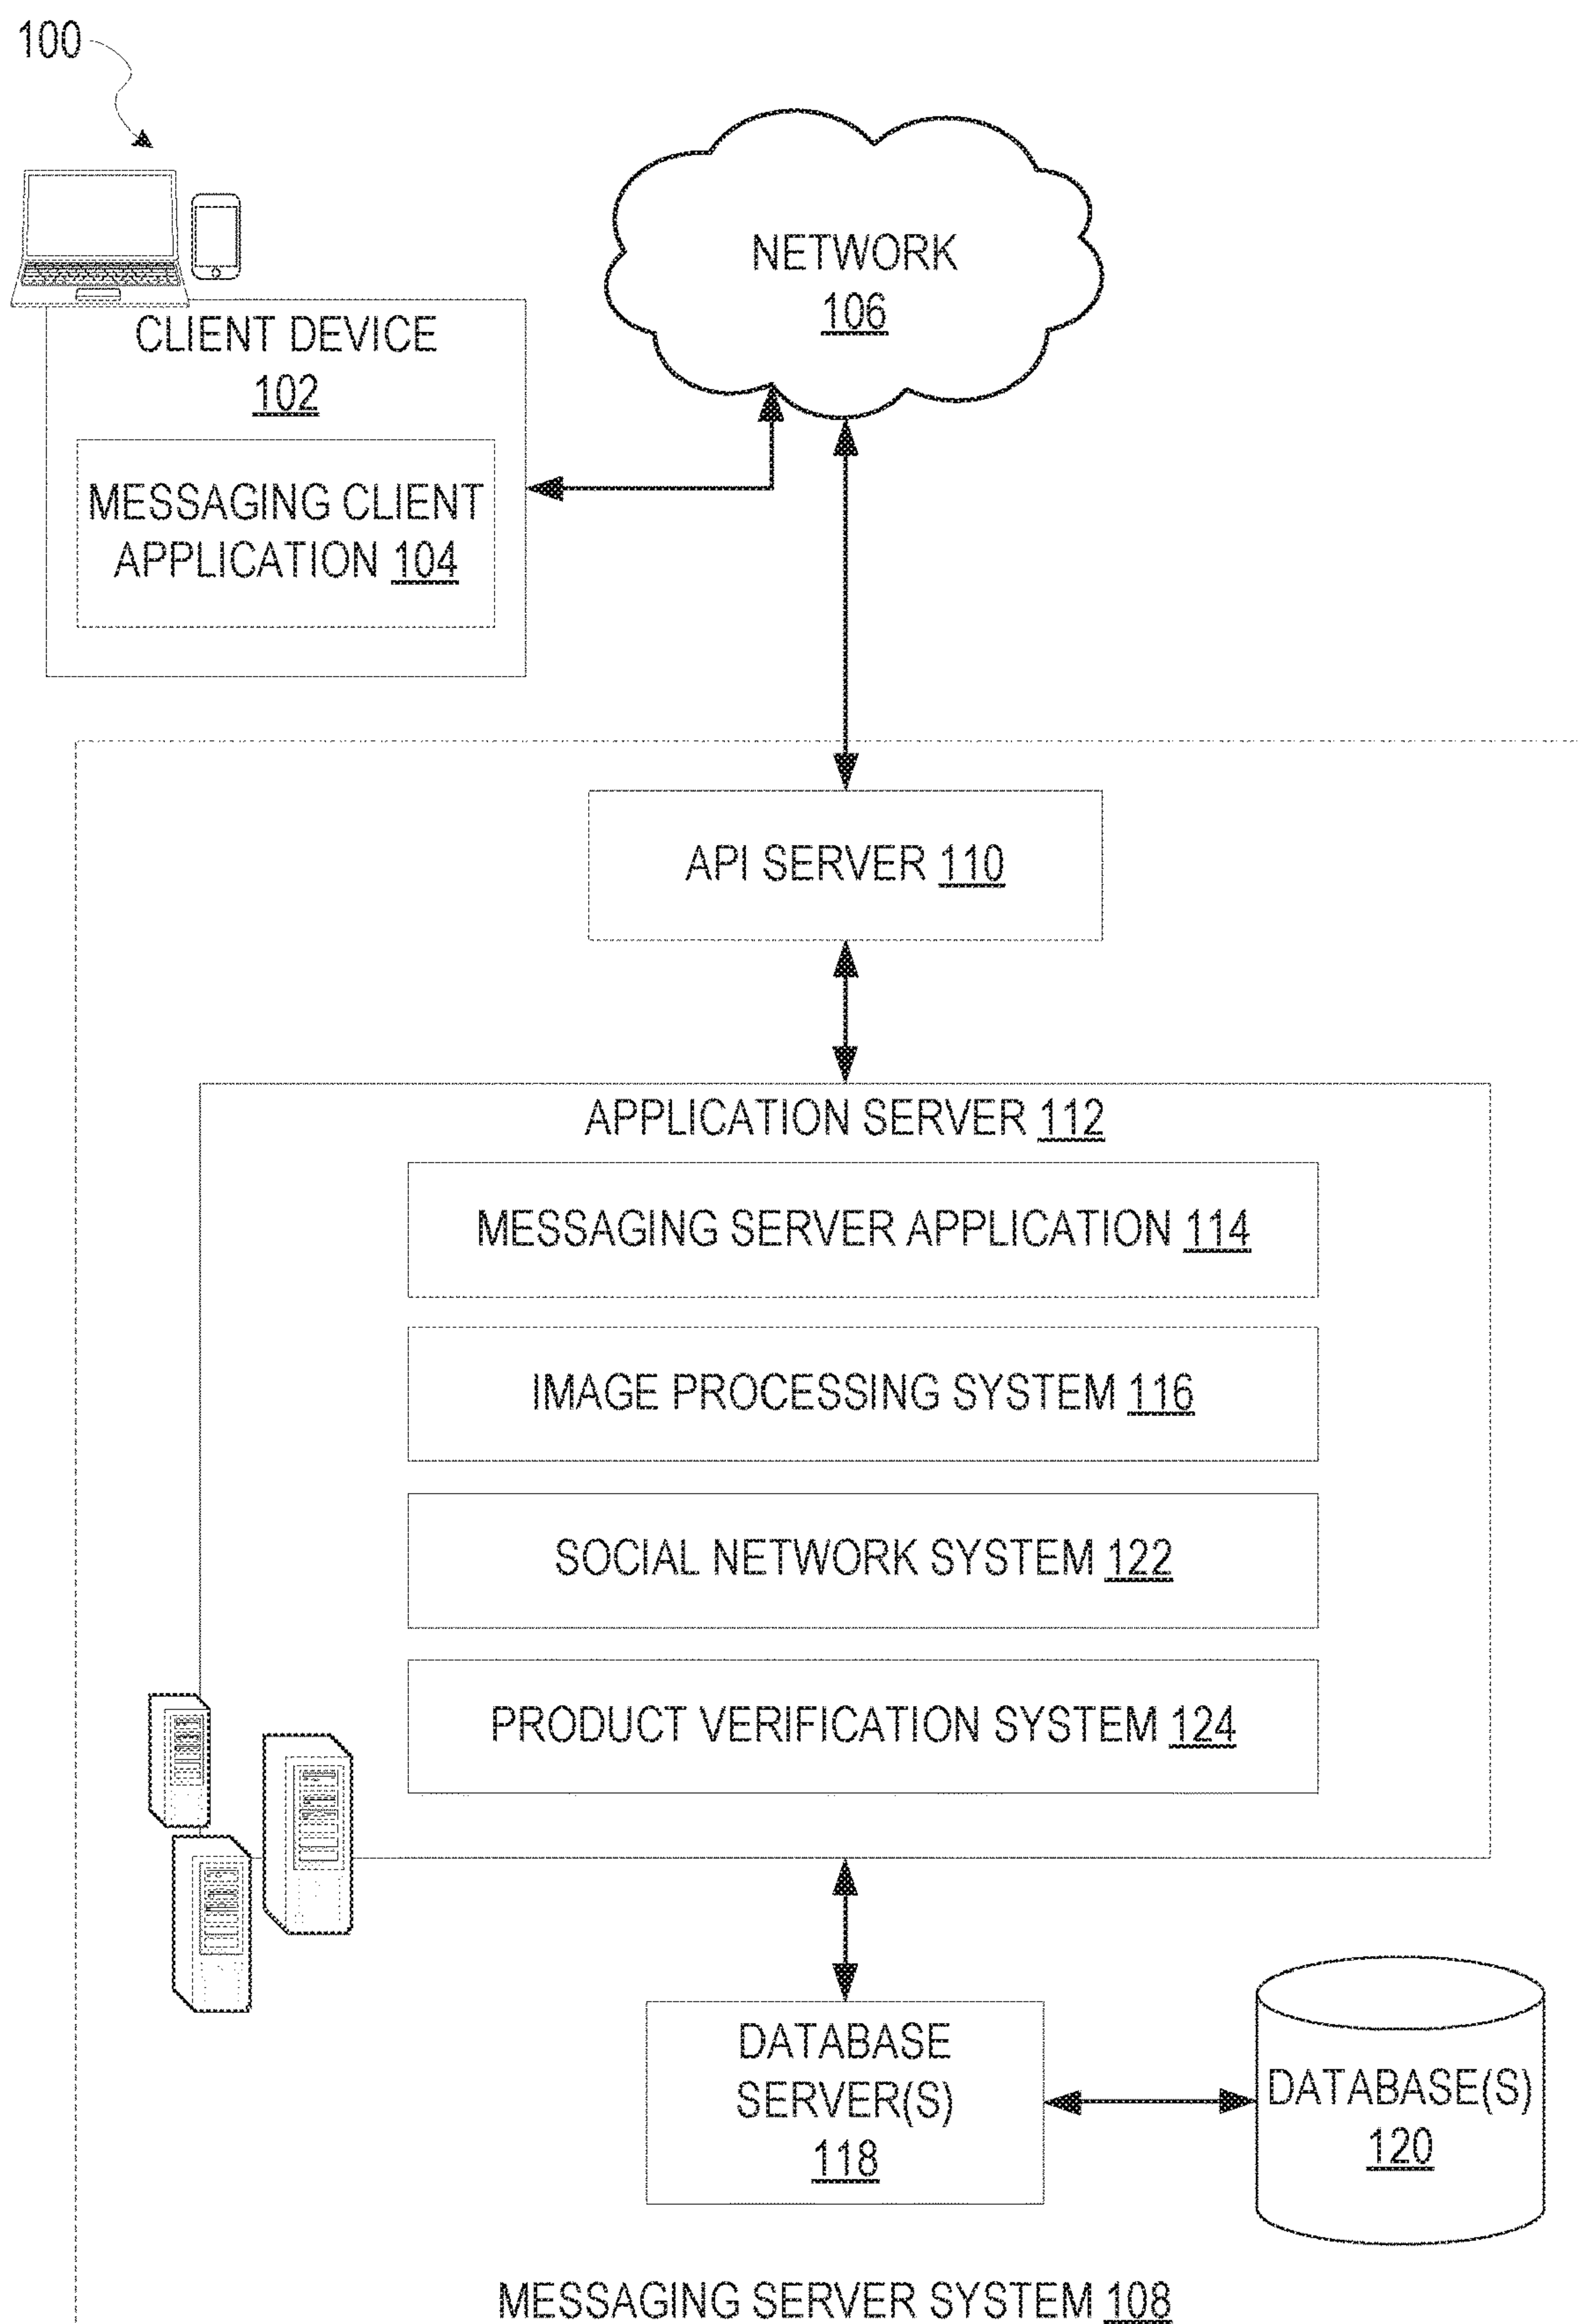 100
NETWORK
106
CLIENT DEVICE
102
MESSAGING CLIENT
APPLICATION 104
API SERVER 110
APPLICATION SERVER 112
MESSAGING SERVER APPLICATION 114
IMAGE PROCESSING SYSTEM 116
SOCIAL NETWORK SYSTEM 122
PRODUCT VERIFICATION SYSTEM 124
DATABASE
SERVER(S)
118
DATABASE(S)
120
MESSAGING SERVER SYSTEM 108